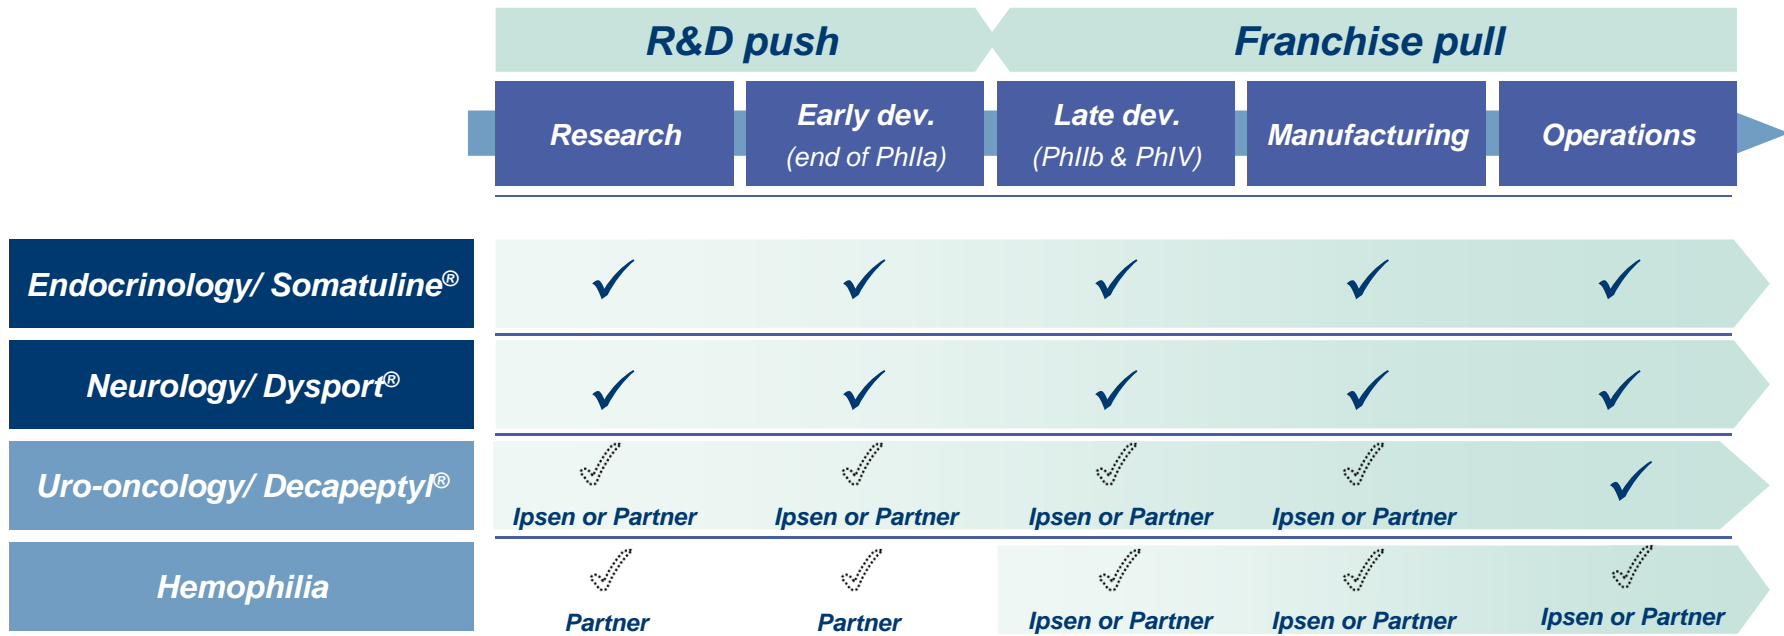 R&D push
Franchise pull
Research
Early dev.
(end of PhIIa)
Late dev.
(PhIIb & PhIV)
Manufacturing
Operations
Endocrinology/ Somatuline®
Neurology/ Dysport®
Uro-oncology/ Decapeptyl®
Ipsen or Partner
Ipsen or Partner
Ipsen or Partner
Ipsen or Partner
Hemophilia
Partner
Partner
Ipsen or Partner
Ipsen or Partner
Ipsen or Partner